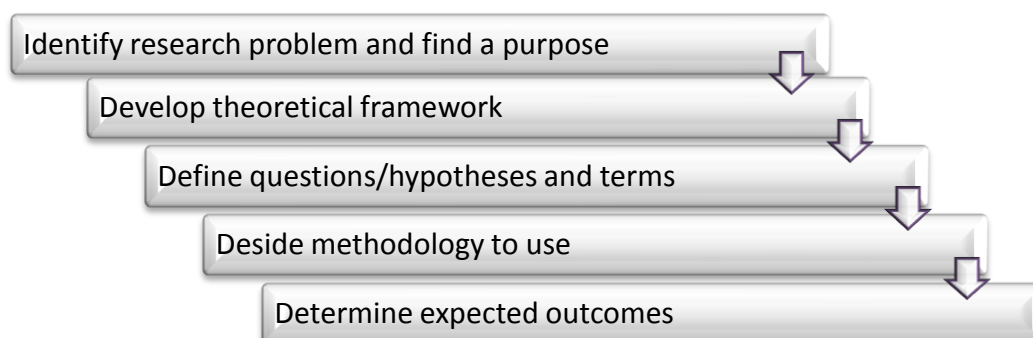 Identify research problem and find a purpose
Develop theoretical framework
Define questions/hypotheses and terms
Deside methodology to use
Determine expected outcomes